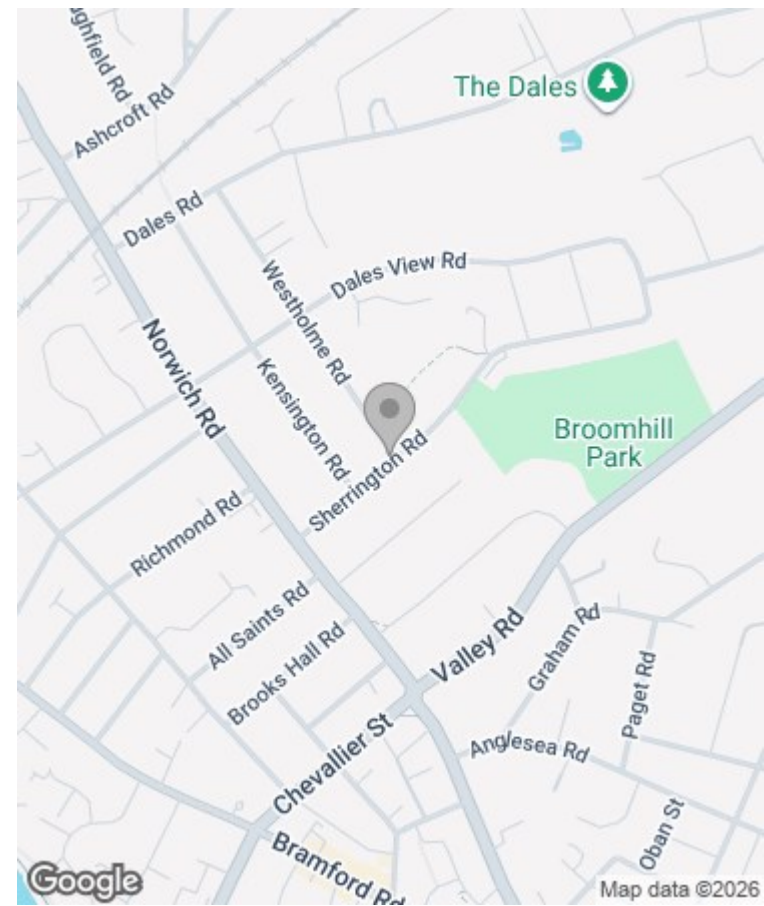 ughfield Rd
Ashcroft Rd
The Dales
Dales Rd
Dales View Rd
Westholme Rd
Norwich Rd
Kensington Rd
Broomhill
Park
Sherrington Rd
Richmond Rd
All Saints Rd
Valley Rd
Graham Rd
Brooks Hall Rd
Paget Rd
Chevallier St
Anglesea Rd
Oban St
Bramford Rd
Google
Map data ©2026